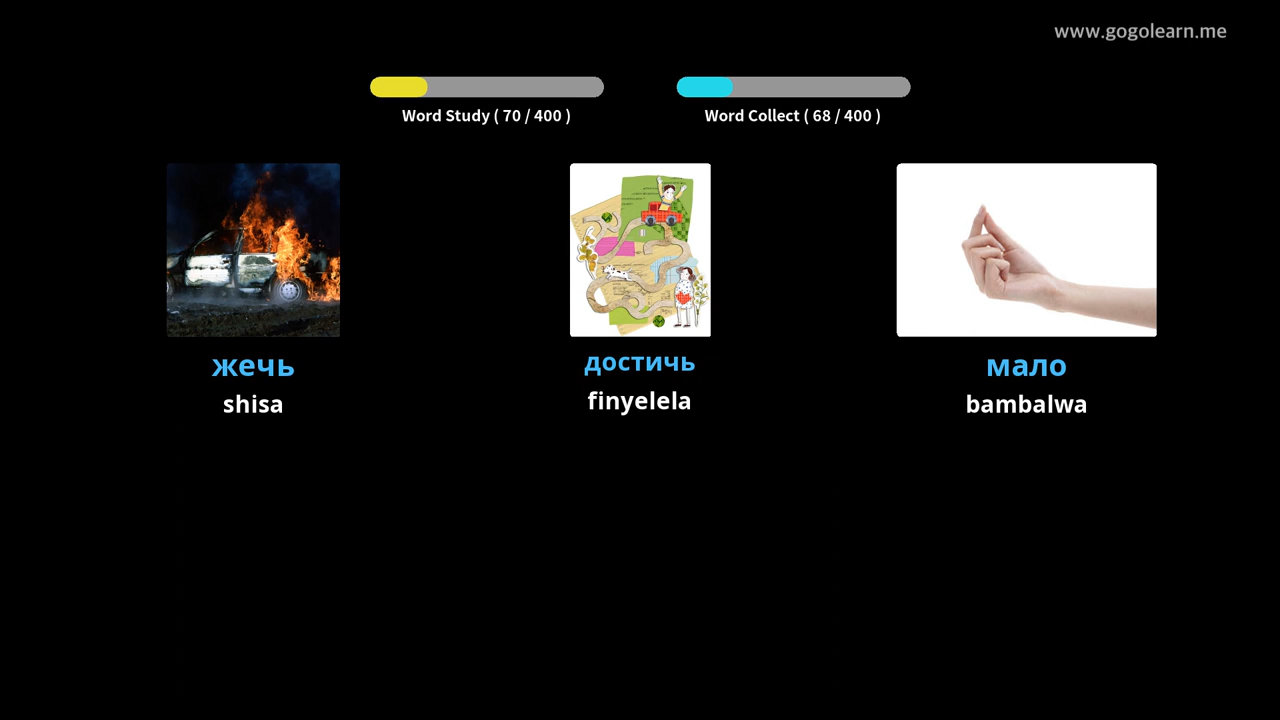 www.gogolearn.me
Word Study ( 70 / 400 )
Word Collect ( 68 / 400 )
жечь
shisa
достичь
finyelela
мало
bambalwa